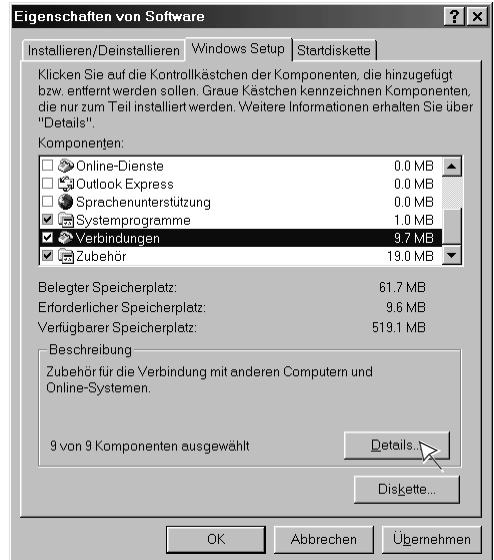 Eigenschaften von Software
Installieren/Deinstallieren Windows Setup Startdiskette
Klicken Sie auf die Kontrollkästchen der Komponenten, die hinzugefügt
bzw. entfernt werden sollen. Graue Kästchen kennzeichnen Komponenten,
die nur zum Teil installiert werden. Weitere Informationen erhalten Sie über
"Details".
Komponenten:
Online-Dienste 0.0 MB
Outlook Express 0.0 MB
Sprachenunterstützung 0.0 MB
Systemprogramme 1.0 MB
Verbindungen 9.7 MB
Zubehör 19.0 MB
Belegter Speicherplatz: 61.7 MB
Erforderlicher Speicherplatz: 9.6 MB
Verfügbarer Speicherplatz: 519.1 MB
Beschreibung
Zubehör für die Verbindung mit anderen Computern und
Online-Systemen.
9 von 9 Komponenten ausgewählt Details...
Diskette...
OK Abbrechen Übernehmen